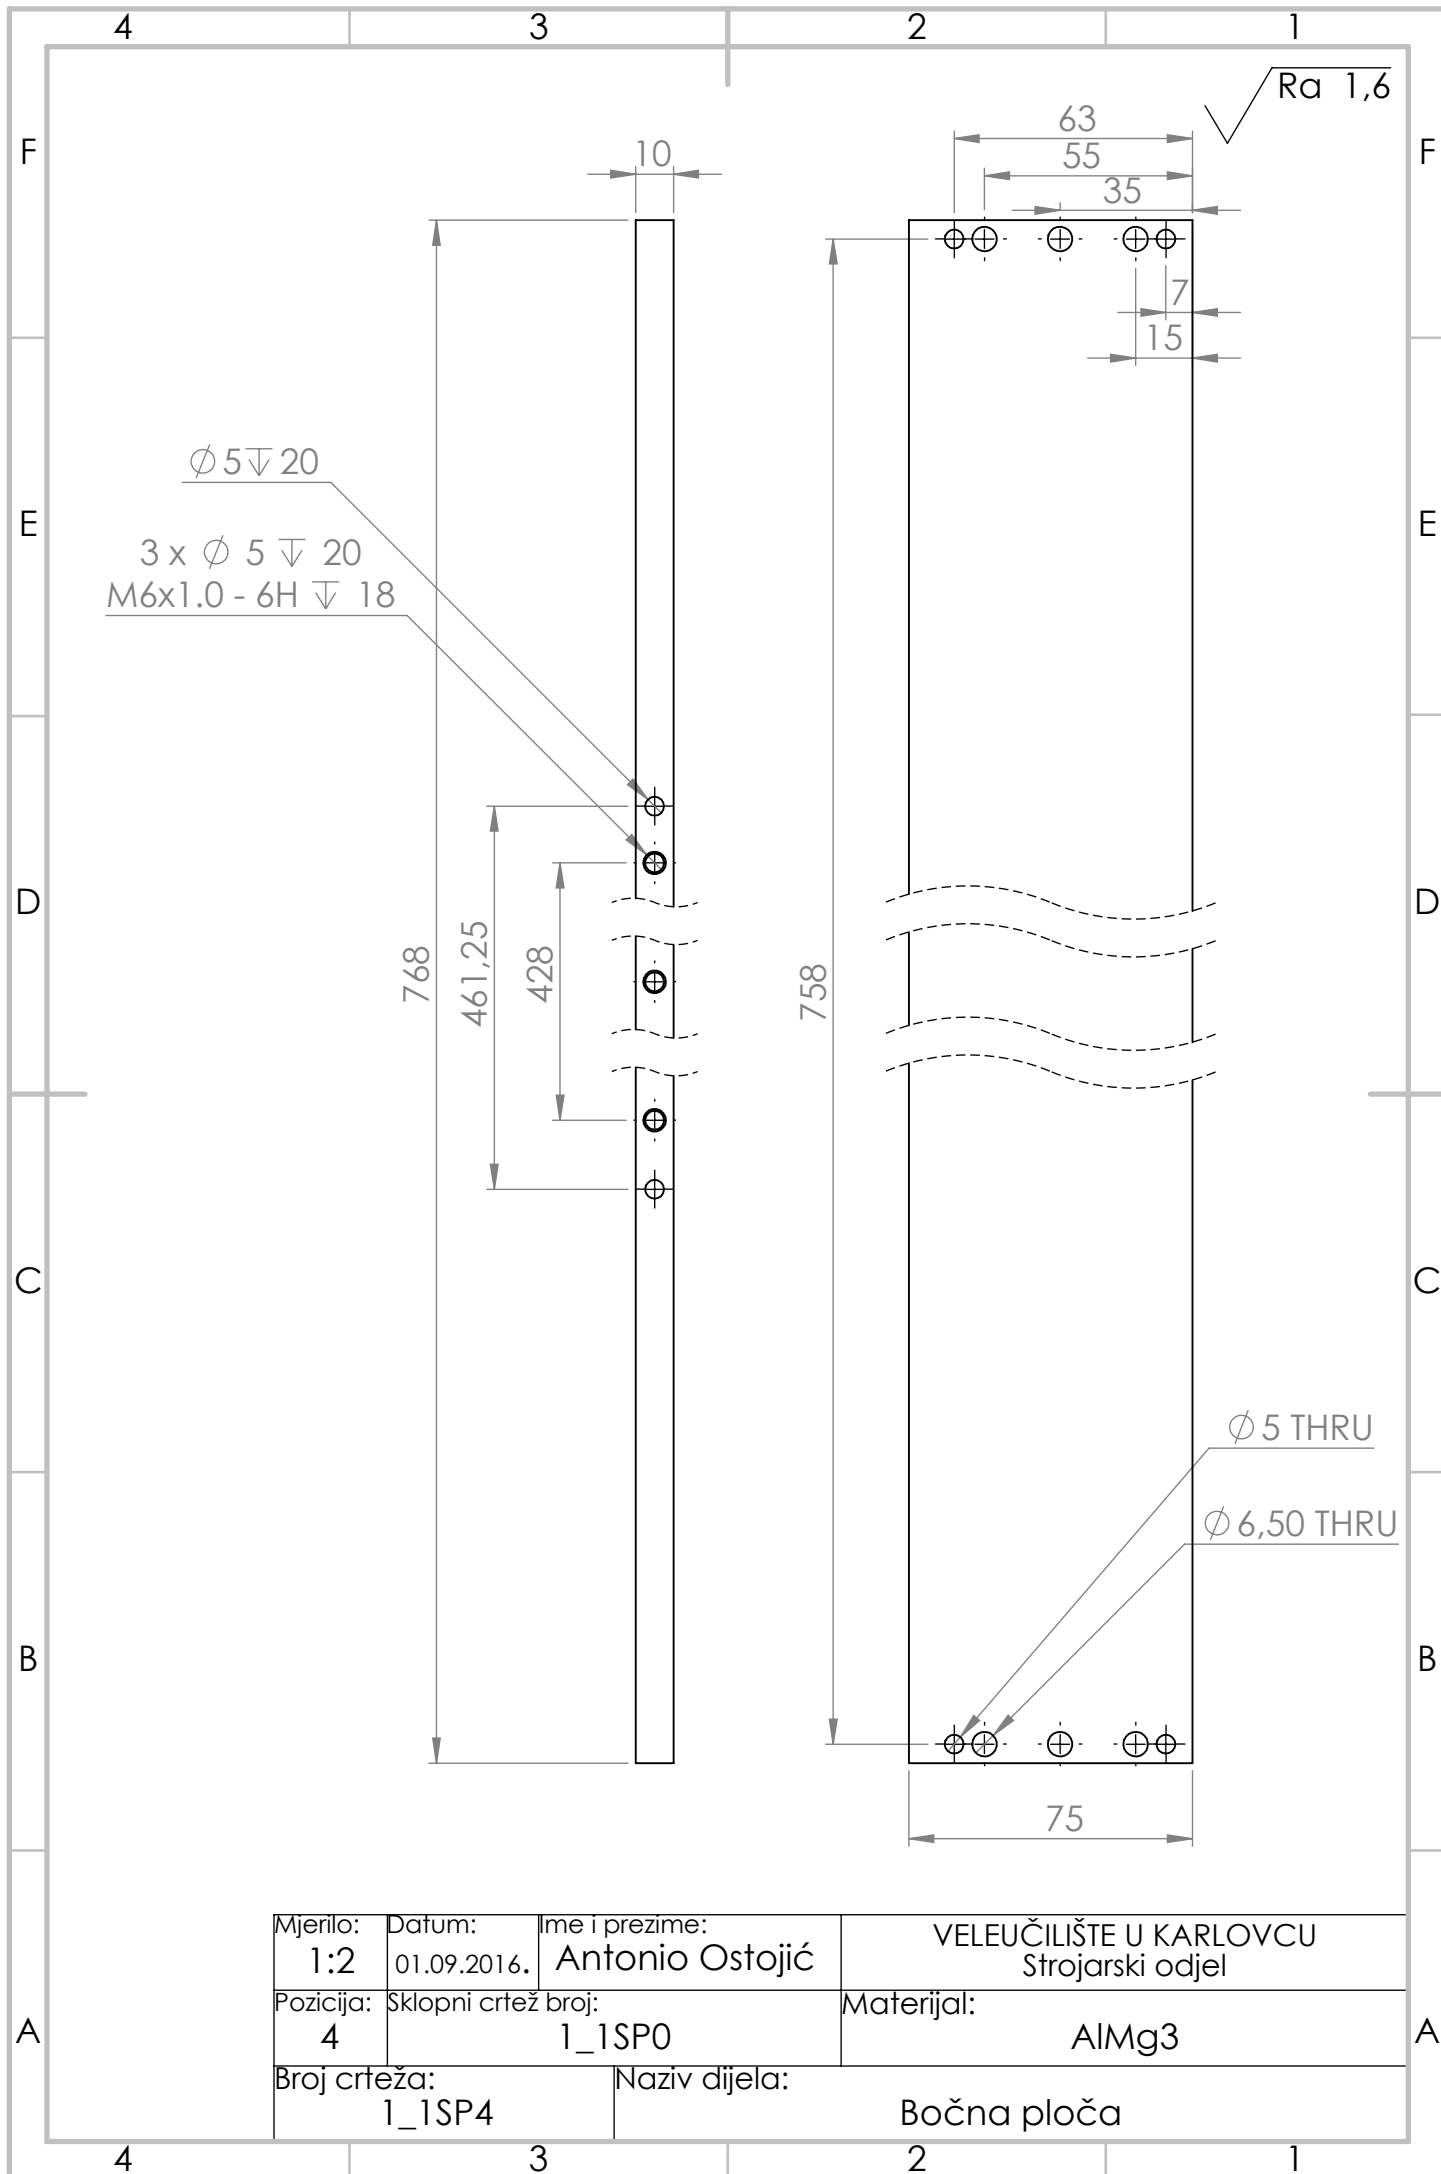 4 3 2 1
Ra 1,6
F F
63
10 55
35
7
15
⌀ 5 ↧ 20
E E
3 x ⌀ 5 ↧ 20
M6x1.0 - 6H ↧ 18
D D
768
461,25
428
758
C C
⌀ 5 THRU
⌀ 6,50 THRU
B B
75
Mjerilo: Datum: Ime i prezime: VELEUČILIŠTE U KARLOVCU
1:2 01.09.2016. Antonio Ostojić Strojarski odjel
Pozicija: Sklopni crtež broj: Materijal:
A 4 1_1SP0 AlMg3 A
Broj crteža: Naziv dijela:
1_1SP4 Bočna ploča
4 3 2 1